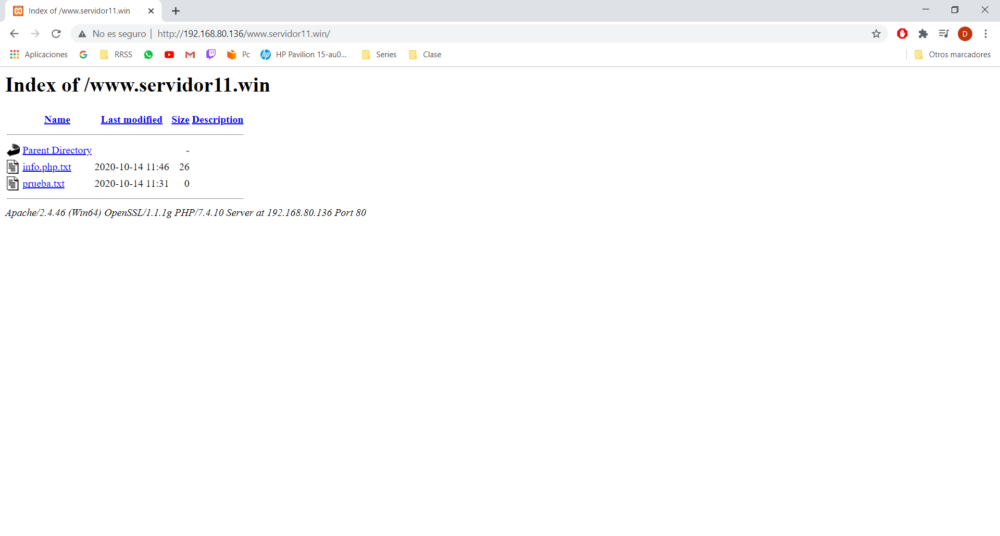 Index of /www.servidor11.win
No es seguro | http://192.168.80.136/www.servidor11.win/
D
Aplicaciones RRSS Pc HP Pavilion 15-au0... Series Clase Otros marcadores
Index of /www.servidor11.win
Name Last modified Size Description
Parent Directory -
info.php.txt 2020-10-14 11:46 26
prueba.txt 2020-10-14 11:31 0
Apache/2.4.46 (Win64) OpenSSL/1.1.1g PHP/7.4.10 Server at 192.168.80.136 Port 80